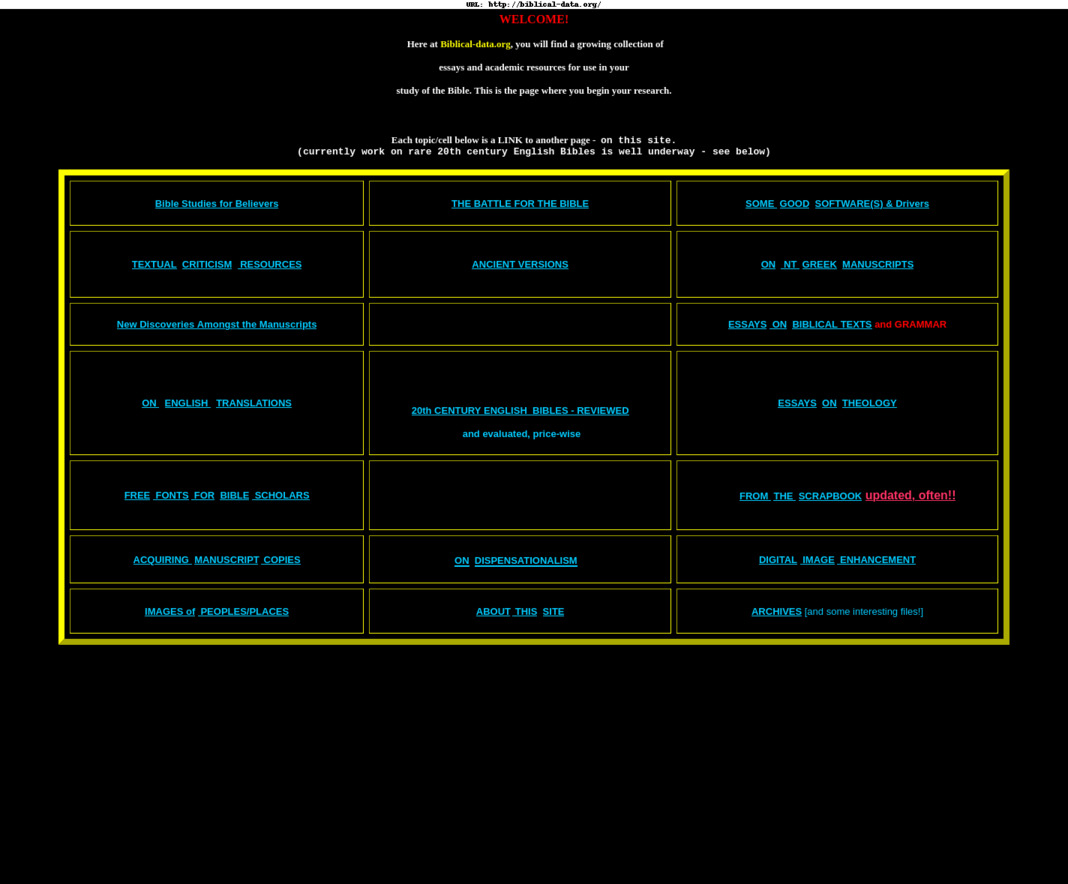 URL: http://biblical-data.org/
WELCOME!
Here at Biblical-data.org, you will find a growing collection of
essays and academic resources for use in your
study of the Bible. This is the page where you begin your research.
Each topic/cell below is a LINK to another page - on this site.
(currently work on rare 20th century English Bibles is well underway - see below)
Bible Studies for Believers
THE BATTLE FOR THE BIBLE
SOME GOOD SOFTWARE(S) & Drivers
TEXTUAL CRITICISM RESOURCES
ANCIENT VERSIONS
ON NT GREEK MANUSCRIPTS
New Discoveries Amongst the Manuscripts
ESSAYS ON BIBLICAL TEXTS and GRAMMAR
ON ENGLISH TRANSLATIONS
20th CENTURY ENGLISH BIBLES - REVIEWED
and evaluated, price-wise
ESSAYS ON THEOLOGY
FREE FONTS FOR BIBLE SCHOLARS
FROM THE SCRAPBOOK updated, often!!
ACQUIRING MANUSCRIPT COPIES
ON DISPENSATIONALISM
DIGITAL IMAGE ENHANCEMENT
IMAGES of PEOPLES/PLACES
ABOUT THIS SITE
ARCHIVES [and some interesting files!]